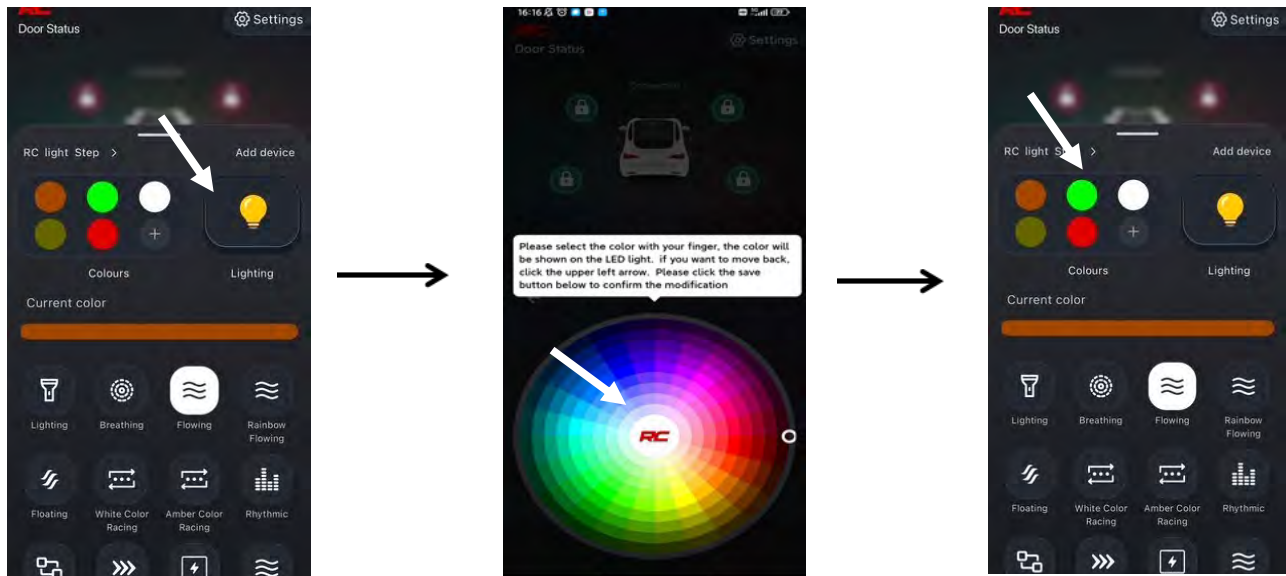 Door Status
Settings
RC light Step >
Add device
+
Colours
Lighting
Current color
Lighting
Breathing
Flowing
Rainbow
Flowing
Floating
White Color
Racing
Amber Color
Racing
Rhythmic
16:16
RC
Door Status
Settings
Please select the color with your finger, the color will
be shown on the LED light. if you want to move back,
click the upper left arrow. Please click the save
button below to confirm the modification
RC
Door Status
Settings
RC light
Add device
+
Colours
Lighting
Current color
Lighting
Breathing
Flowing
Rainbow
Flowing
Floating
White Color
Racing
Amber Color
Racing
Rhythmic